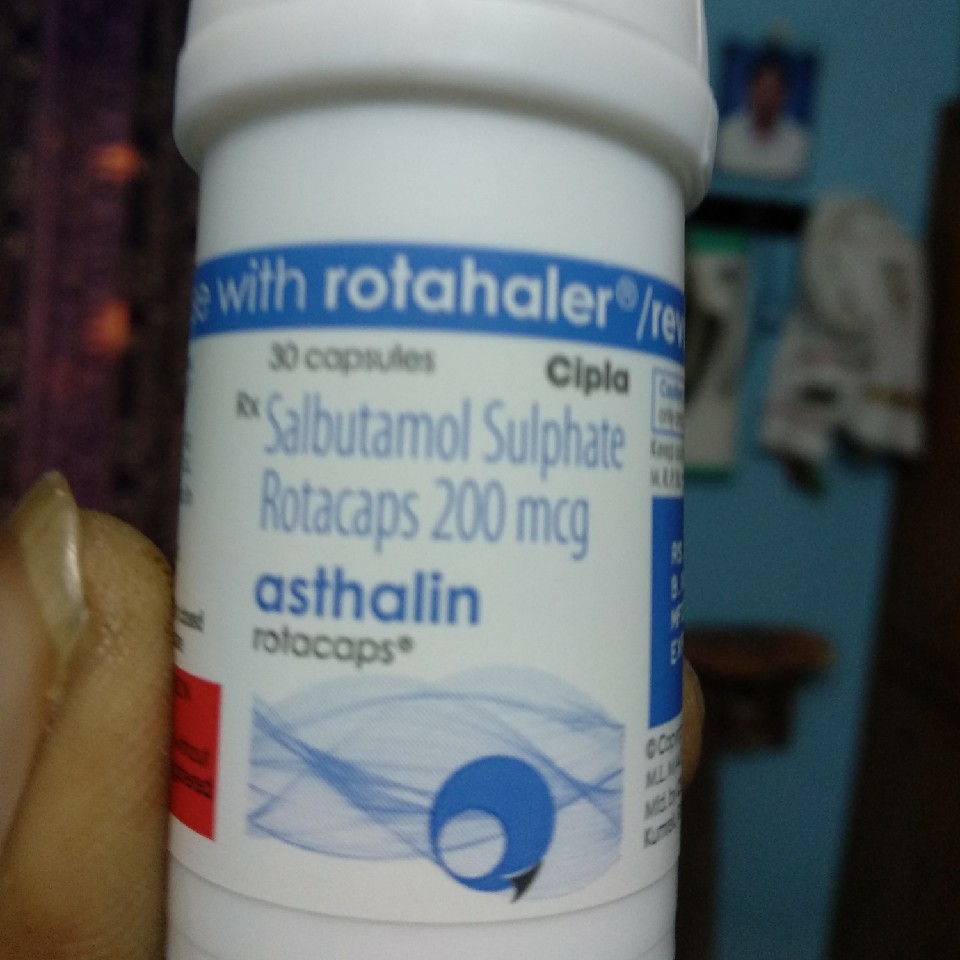 with rotahaler®/rev
30 capsules
Cipla
Rx Salbutamol Sulphate
Rotacaps 200 mcg
asthalin
rotacaps®